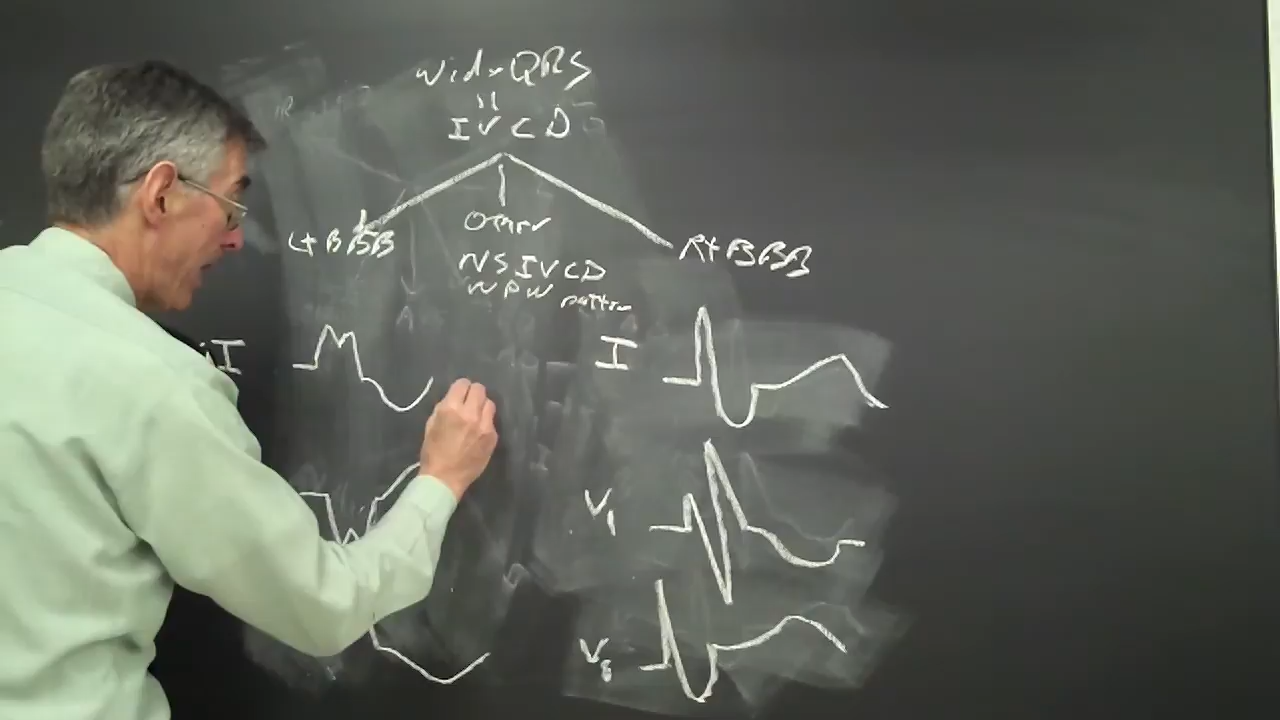 Wide QRS
IVCD
Lt BBB
Other
NSIVCD
WPW pattern
Rt BBB
I
I
V1
V6